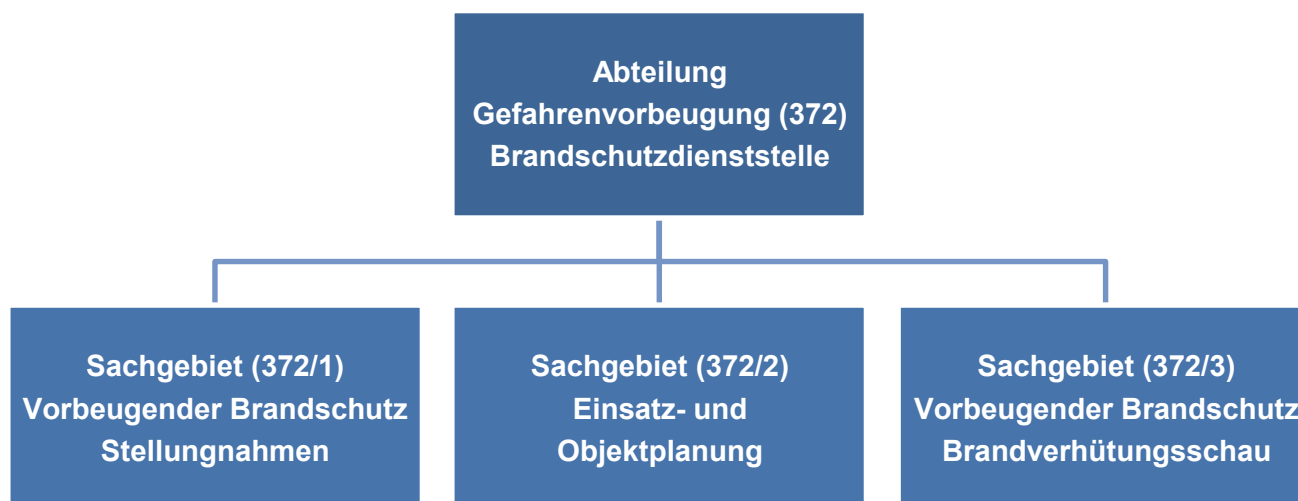 Abteilung
Gefahrenvorbeugung (372)
Brandschutzdienststelle
Sachgebiet (372/1)
Vorbeugender Brandschutz
Stellungnahmen
Sachgebiet (372/2)
Einsatz- und
Objektplanung
Sachgebiet (372/3)
Vorbeugender Brandschutz
Brandverhütungsschau